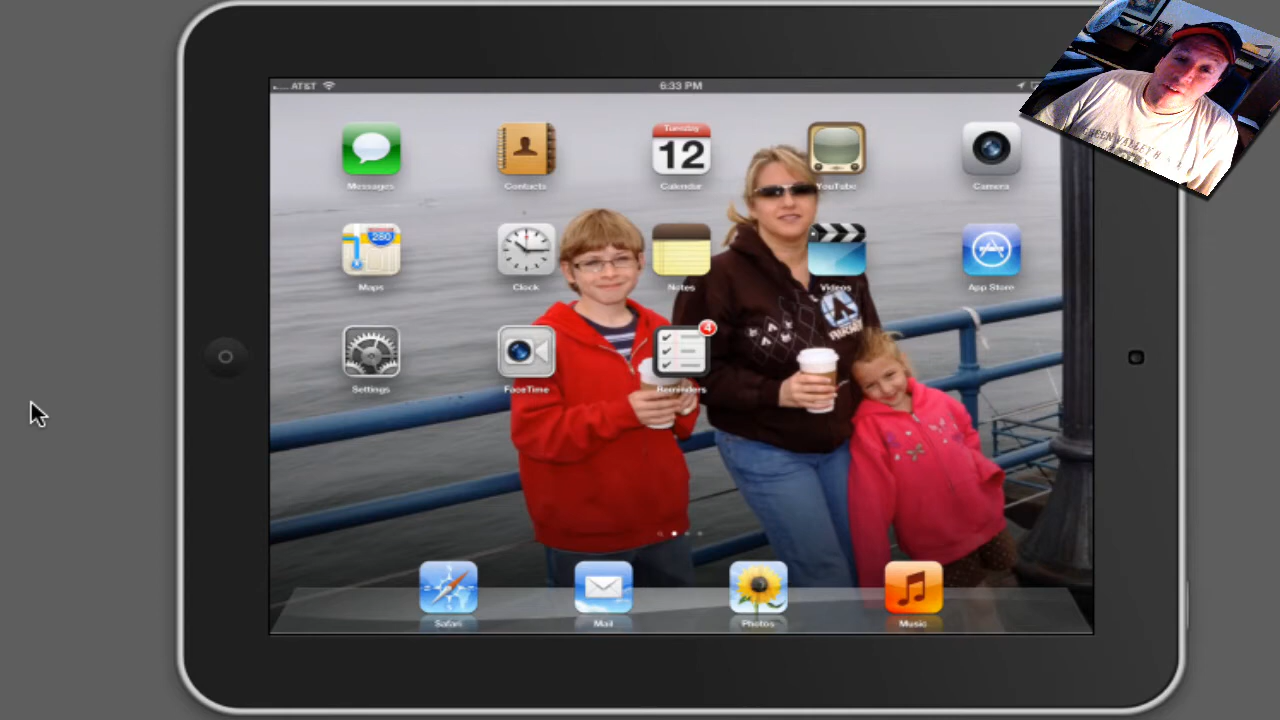 AT&T 6:33 PM
Tuesday
12
Messages Contacts Calendar YouTube Camera
280
Maps Clock Notes Videos App Store
4
Settings FaceTime Reminders
Safari Mail Photos Music